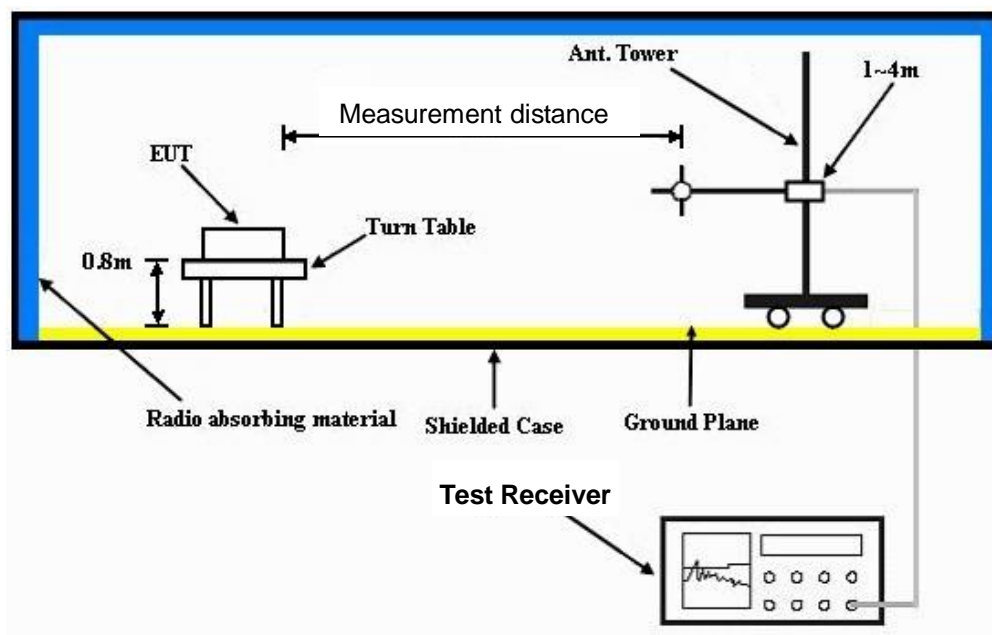 Ant. Tower
1~4m
Measurement distance
EUT
Turn Table
0.8m
Radio absorbing material
Shielded Case
Ground Plane
Test Receiver